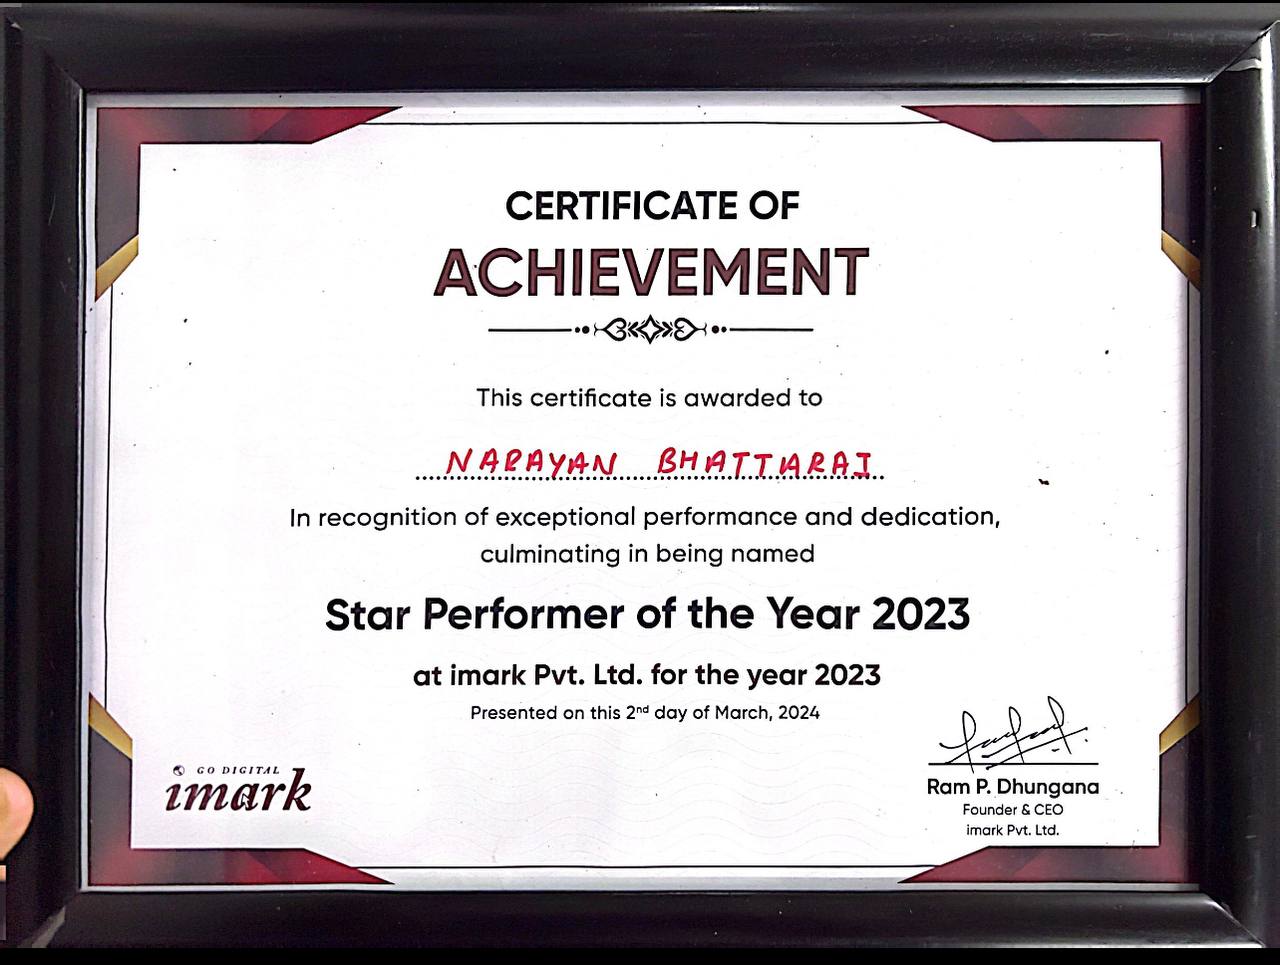 CERTIFICATE OF
ACHIEVEMENT
This certificate is awarded to
NARAYAN BHATTARAI
In recognition of exceptional performance and dedication,
culminating in being named
Star Performer of the Year 2023
at imark Pvt. Ltd. for the year 2023
Presented on this 2nd day of March, 2024
GO DIGITAL
imark
Ram P. Dhungana
Founder & CEO
imark Pvt. Ltd.